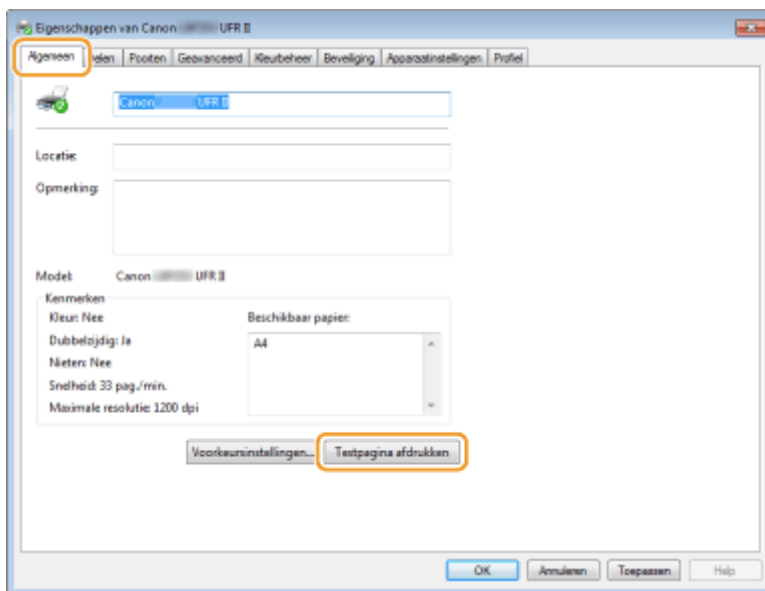 Eigenschappen van Canon UFR II
Algemeen Delen Poorten Geavanceerd Kleurbeheer Beveiliging Apparaatinstellingen Profiel
Canon UFR II
Locatie:
Opmerking:
Model: Canon UFR II
Kenmerken
Kleur: Nee Beschikbaar papier:
Dubbelzijdig: Ja A4
Nieten: Nee
Snelheid: 33 pag./min.
Maximale resolutie: 1200 dpi
Voorkeursinstellingen... Testpagina afdrukken
OK Annuleren Toepassen Help